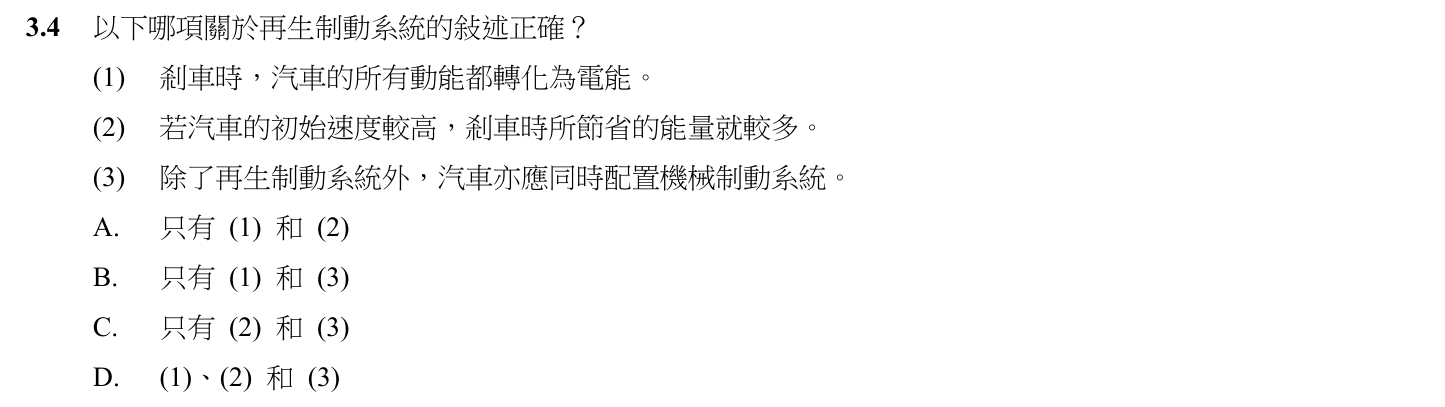 3.4 以下哪項關於再生制動系統的敍述正確？
(1) 剎車時，汽車的所有動能都轉化為電能。
(2) 若汽車的初始速度較高，剎車時所節省的能量就較多。
(3) 除了再生制動系統外，汽車亦應同時配置機械制動系統。
A. 只有 (1) 和 (2)
B. 只有 (1) 和 (3)
C. 只有 (2) 和 (3)
D. (1)、(2) 和 (3)